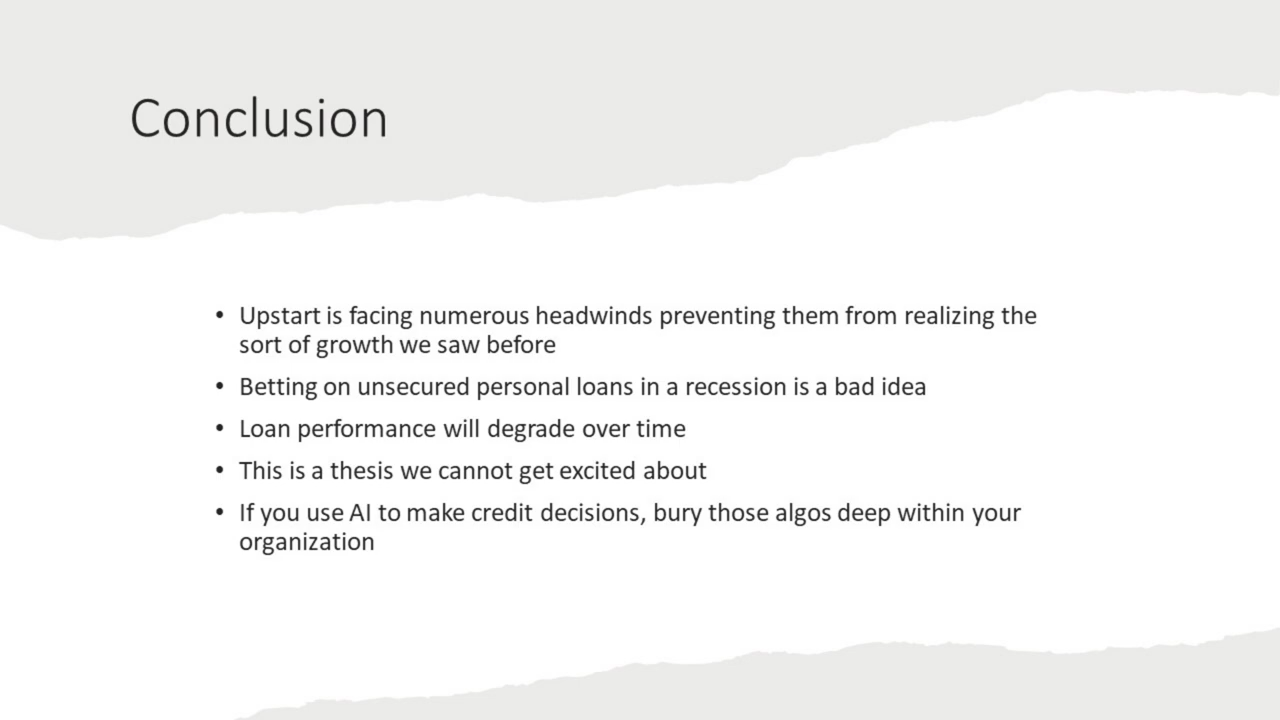 Conclusion
• Upstart is facing numerous headwinds preventing them from realizing the
sort of growth we saw before
• Betting on unsecured personal loans in a recession is a bad idea
• Loan performance will degrade over time
• This is a thesis we cannot get excited about
• If you use AI to make credit decisions, bury those algos deep within your
organization